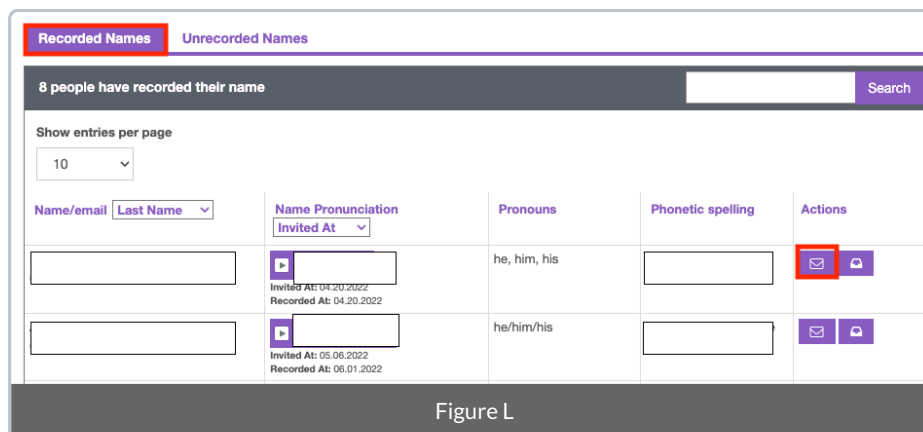 Recorded Names Unrecorded Names
8 people have recorded their name Search
Show entries per page
10
Name/email Last Name Name Pronunciation Pronouns Phonetic spelling Actions
Invited At
he, him, his
Invited At: 04.20.2022
Recorded At: 04.20.2022
he/him/his
Invited At: 05.06.2022
Recorded At: 06.01.2022
Figure L